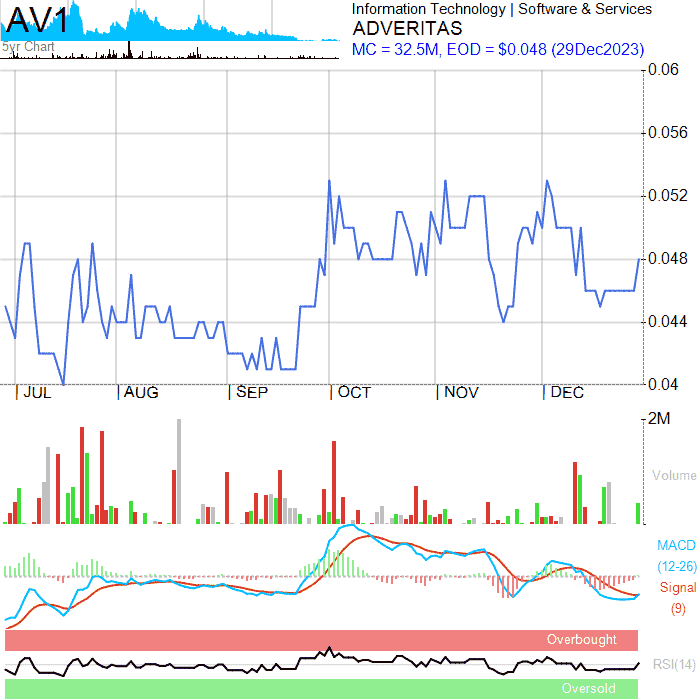 AV1
5yr Chart
Information Technology | Software & Services
ADVERITAS
MC = 32.5M, EOD = $0.048 (29Dec2023)
0.06
0.056
0.052
0.048
0.044
0.04
JUL AUG SEP OCT NOV DEC
2M
Volume
MACD
(12-26)
Signal
(9)
Overbought
RSI(14)
Oversold